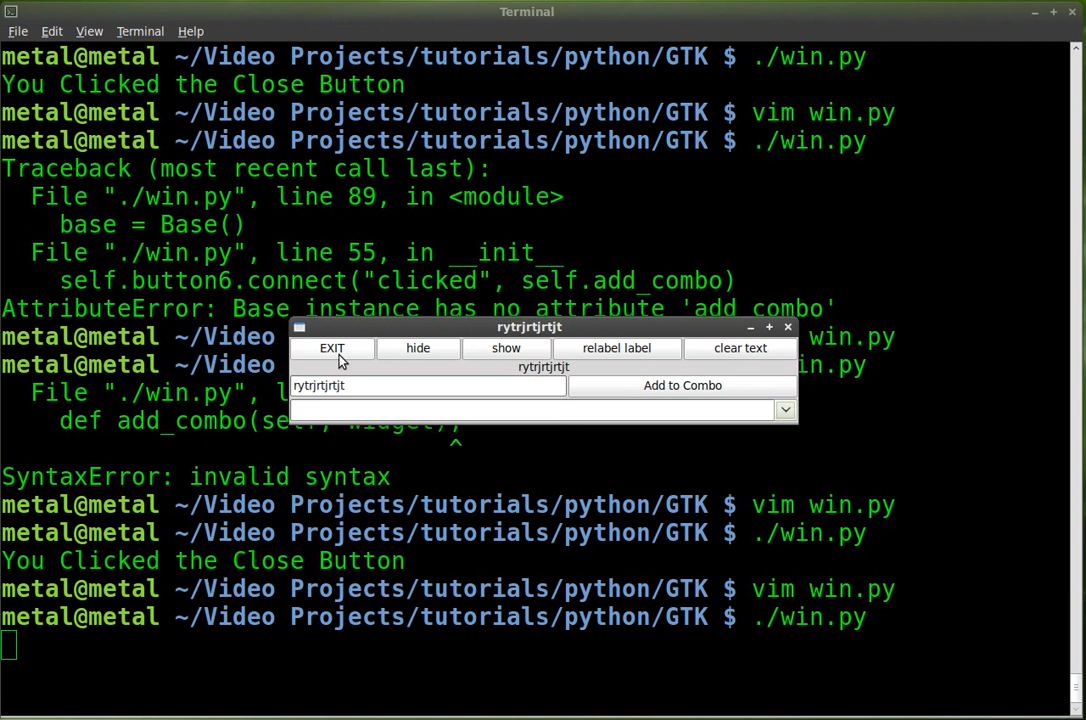 Terminal
File Edit View Terminal Help
metal@metal ~/Video Projects/tutorials/python/GTK $ ./win.py
You Clicked the Close Button
metal@metal ~/Video Projects/tutorials/python/GTK $ vim win.py
metal@metal ~/Video Projects/tutorials/python/GTK $ ./win.py
Traceback (most recent call last):
  File "./win.py", line 89, in <module>
    base = Base()
  File "./win.py", line 55, in __init__
    self.button6.connect("clicked", self.add_combo)
AttributeError: Base instance has no attribute 'add_combo'
rytrjrtjrtjt
metal@metal ~/Video win.py
EXIT hide show relabel label clear text
metal@metal ~/Video in.py
rytrjrtjrtjt
File "./win.py",
rytrjrtjrtjt Add to Combo
def add_combo(self, widget);
^
SyntaxError: invalid syntax
metal@metal ~/Video Projects/tutorials/python/GTK $ vim win.py
metal@metal ~/Video Projects/tutorials/python/GTK $ ./win.py
You Clicked the Close Button
metal@metal ~/Video Projects/tutorials/python/GTK $ vim win.py
metal@metal ~/Video Projects/tutorials/python/GTK $ ./win.py